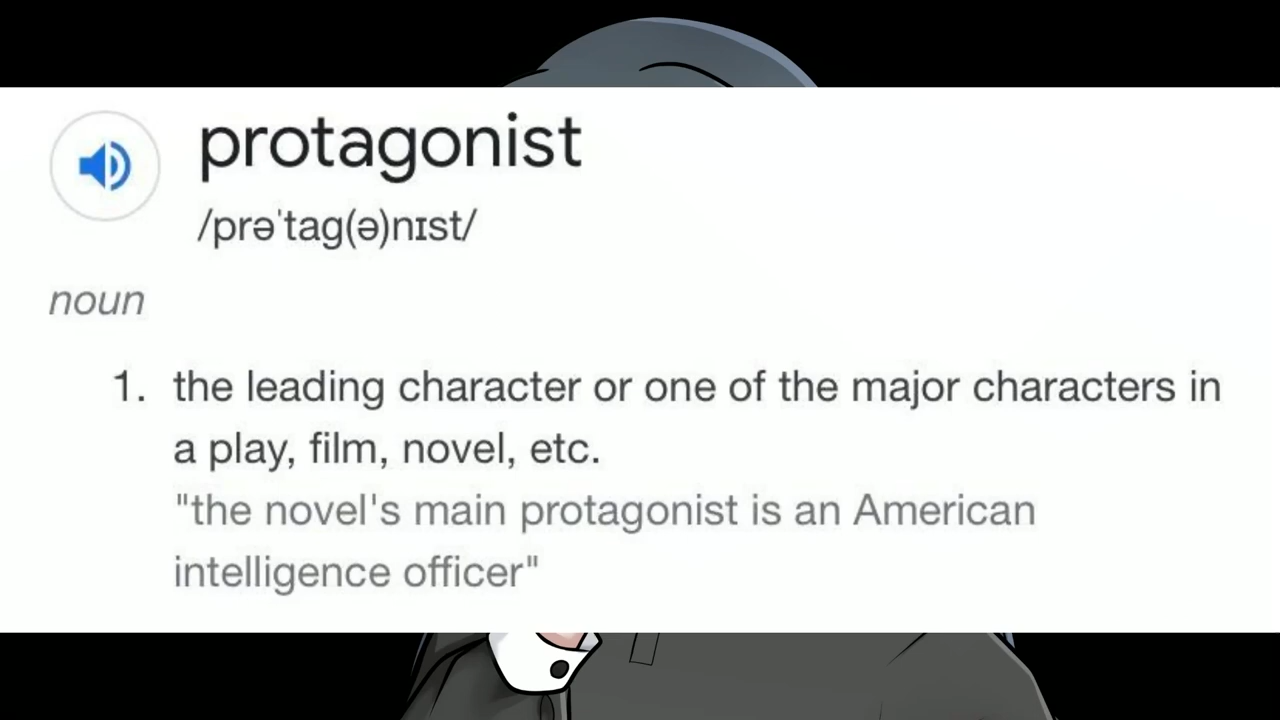 protagonist
/prəˈtaɡ(ə)nɪst/
noun
1. the leading character or one of the major characters in
a play, film, novel, etc.
"the novel's main protagonist is an American
intelligence officer"